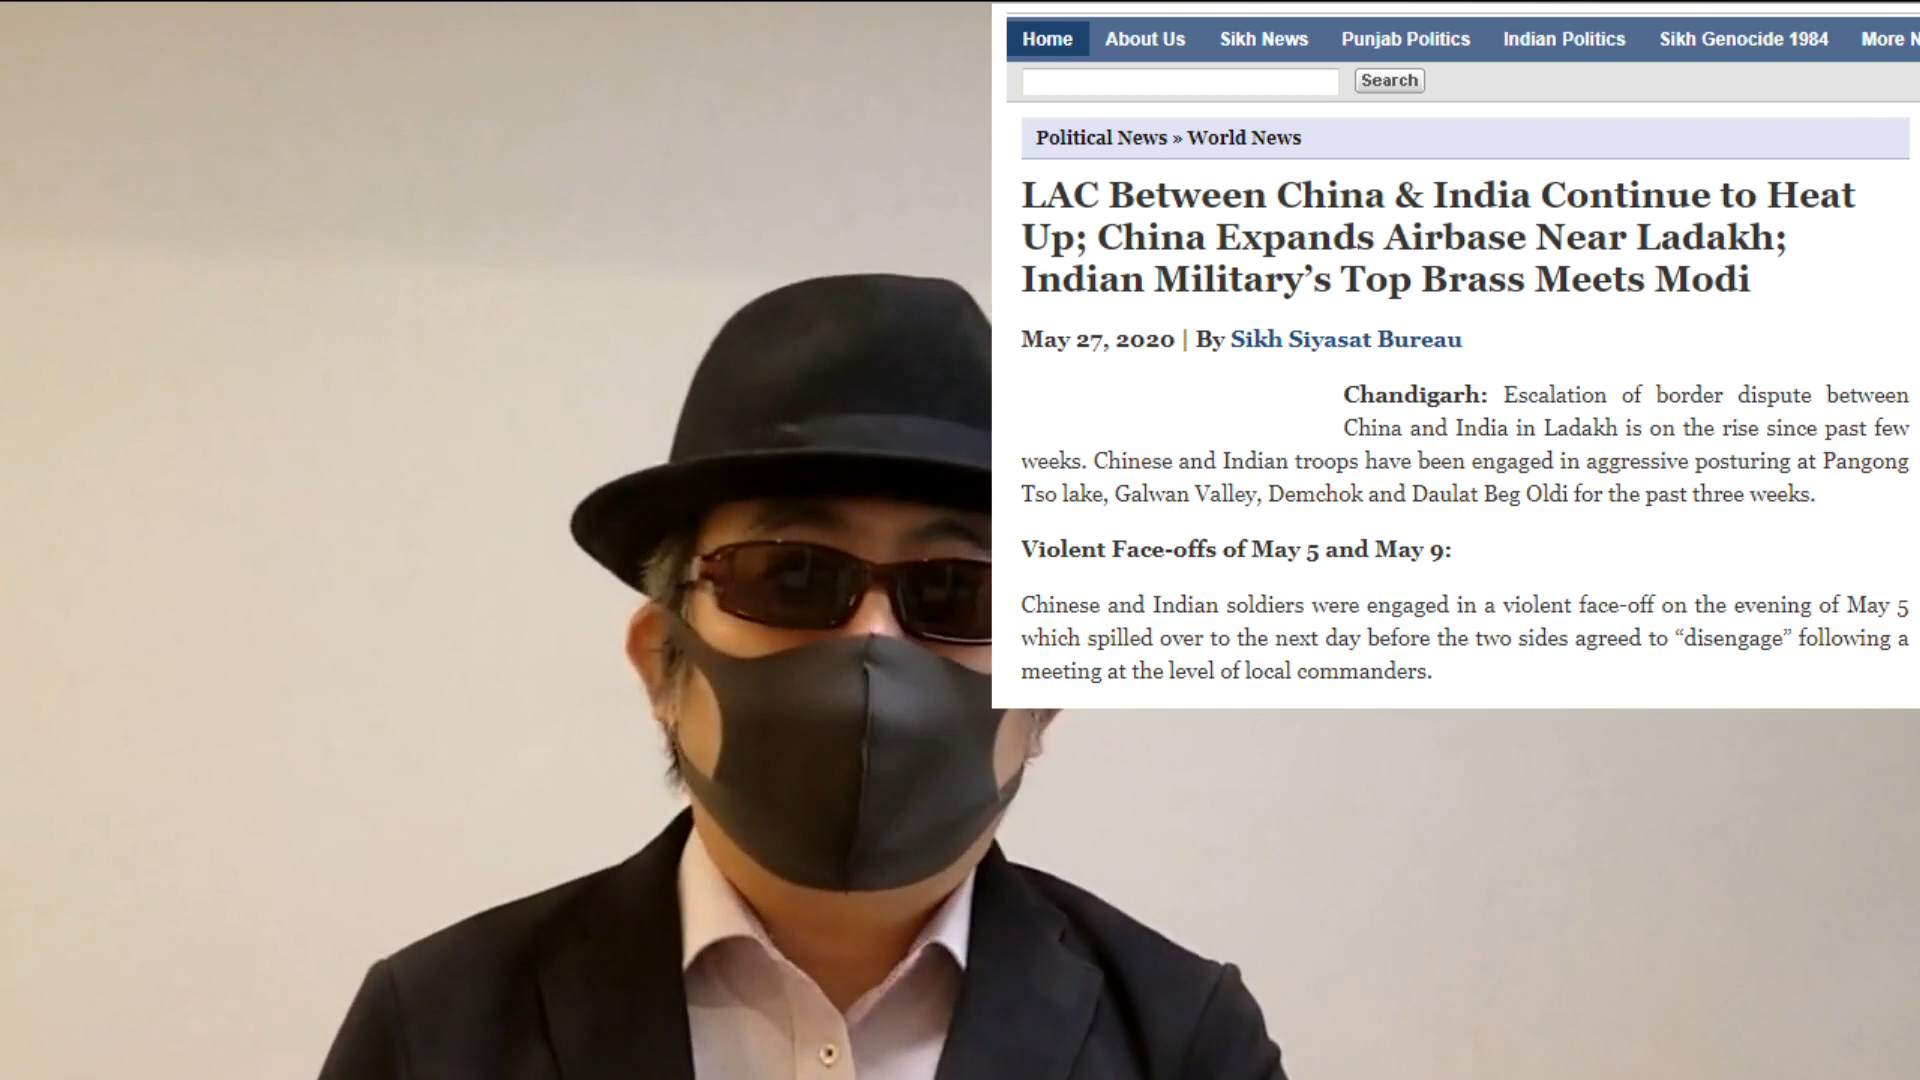 Home About Us Sikh News Punjab Politics Indian Politics Sikh Genocide 1984 More
Search
Political News » World News
LAC Between China & India Continue to Heat
Up; China Expands Airbase Near Ladakh;
Indian Military’s Top Brass Meets Modi
May 27, 2020 | By Sikh Siyasat Bureau
Chandigarh: Escalation of border dispute between
China and India in Ladakh is on the rise since past few
weeks. Chinese and Indian troops have been engaged in aggressive posturing at Pangong
Tso lake, Galwan Valley, Demchok and Daulat Beg Oldi for the past three weeks.
Violent Face-offs of May 5 and May 9:
Chinese and Indian soldiers were engaged in a violent face-off on the evening of May 5
which spilled over to the next day before the two sides agreed to “disengage” following a
meeting at the level of local commanders.